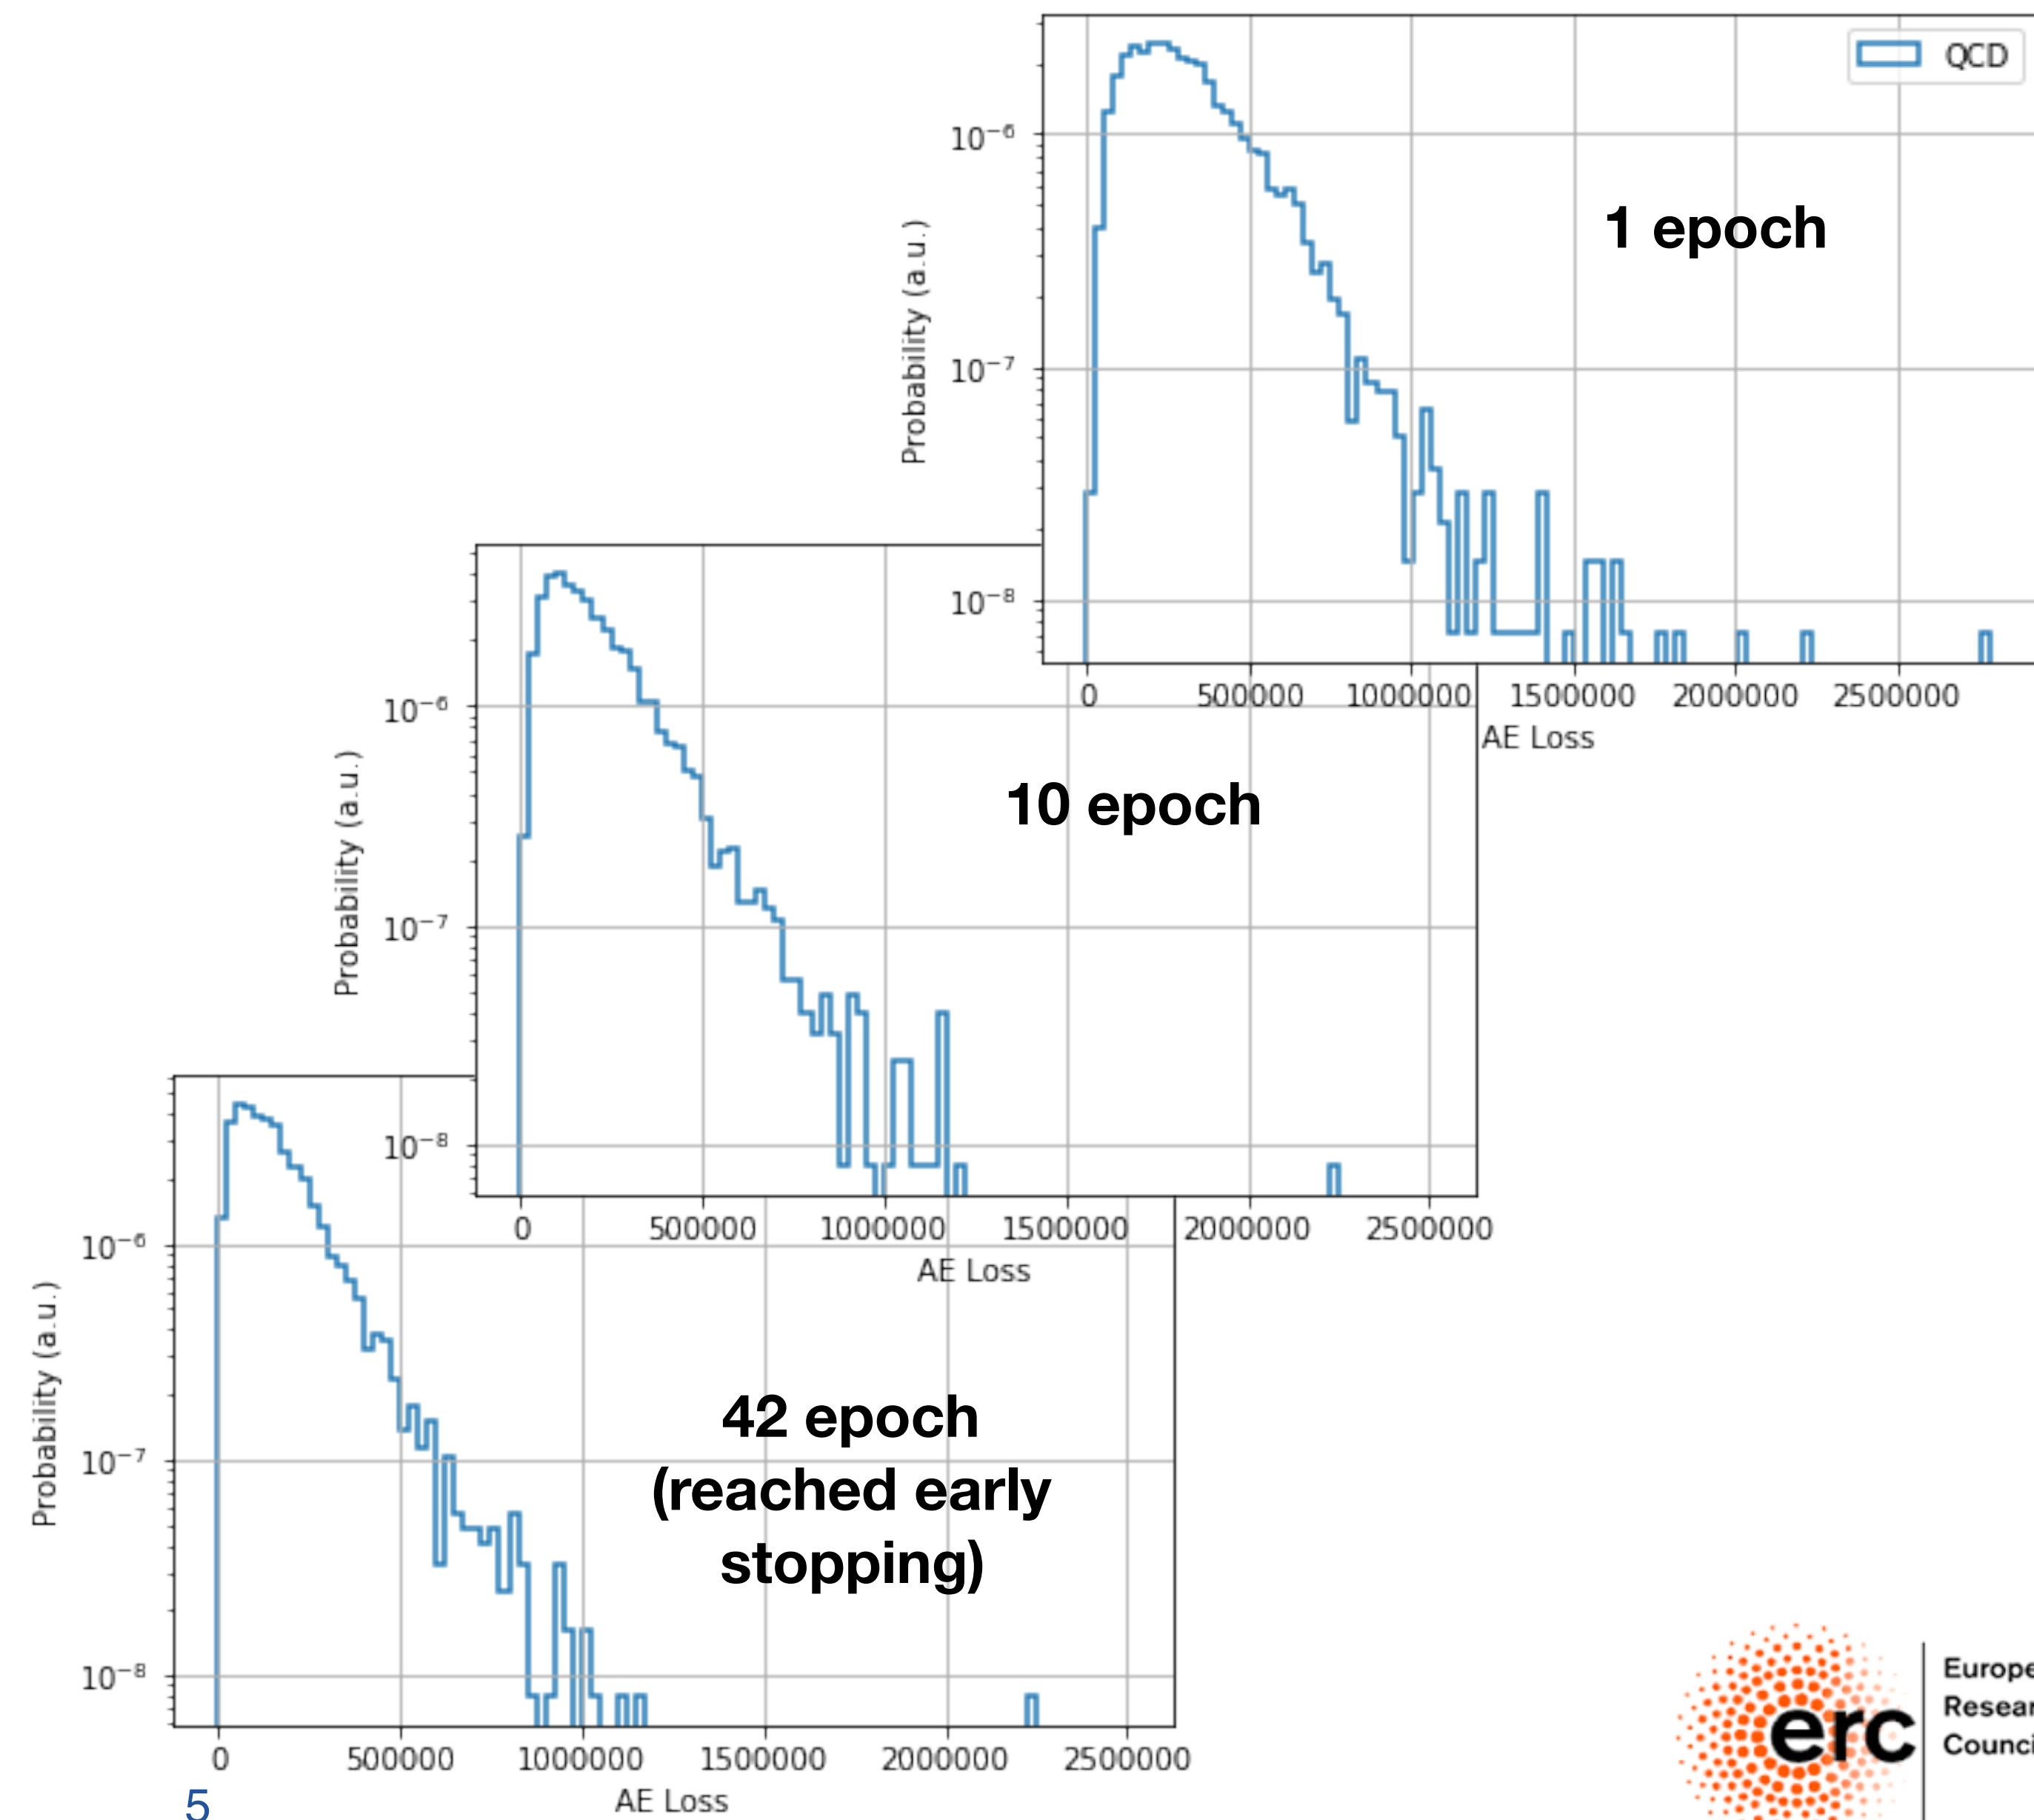 QCD
10⁻⁶
10⁻⁷
10⁻⁸
Probability (a.u.)
1 epoch
0 500000 1000000 1500000 2000000 2500000
AE Loss
10⁻⁶
10⁻⁷
10⁻⁸
Probability (a.u.)
10 epoch
0 500000 1000000 1500000 2000000 2500000
AE Loss
10⁻⁶
10⁻⁷
10⁻⁸
Probability (a.u.)
42 epoch
(reached early
stopping)
0 500000 1000000 1500000 2000000 2500000
AE Loss
5
erc
Europe
Resear
Counci